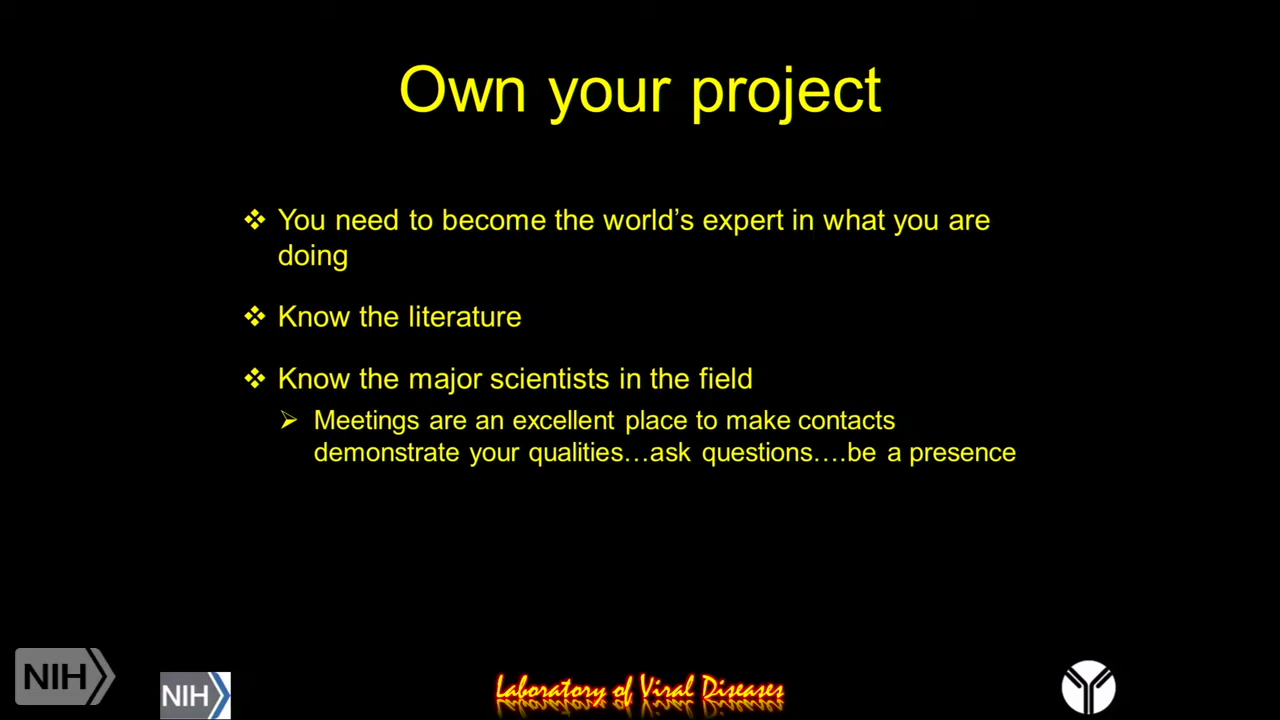 Own your project
❖ You need to become the world’s expert in what you are
doing
❖ Know the literature
❖ Know the major scientists in the field
➢ Meetings are an excellent place to make contacts
demonstrate your qualities…ask questions….be a presence
NIH
NIH
Laboratory of Viral Diseases